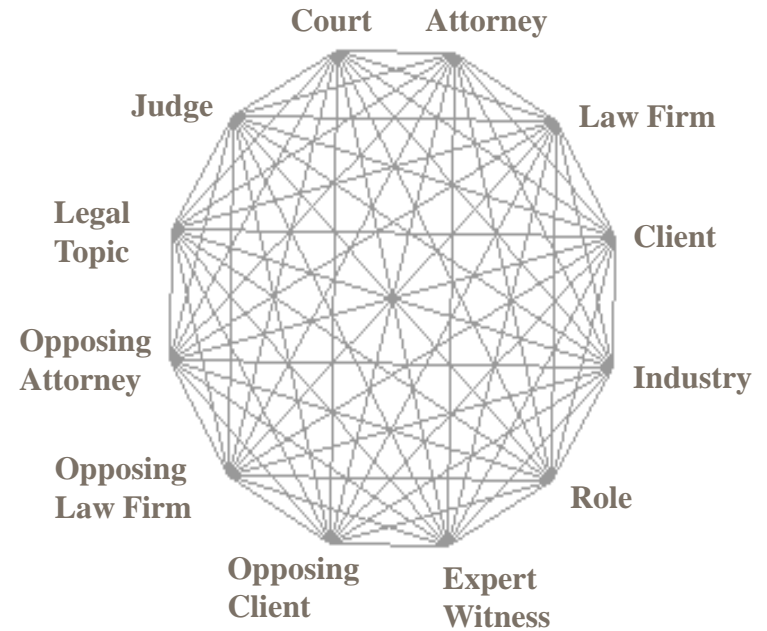 Court
Attorney
Judge
Law Firm
Legal
Topic
Client
Opposing
Attorney
Industry
Opposing
Law Firm
Role
Opposing
Client
Expert
Witness